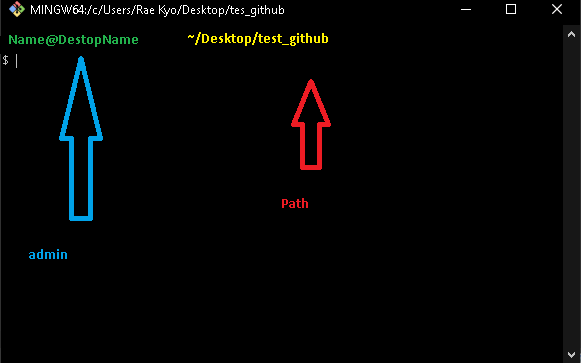 MINGW64:/c/Users/Rae Kyo/Desktop/tes_github
Name@DestopName ~/Desktop/test_github
$
Path
admin